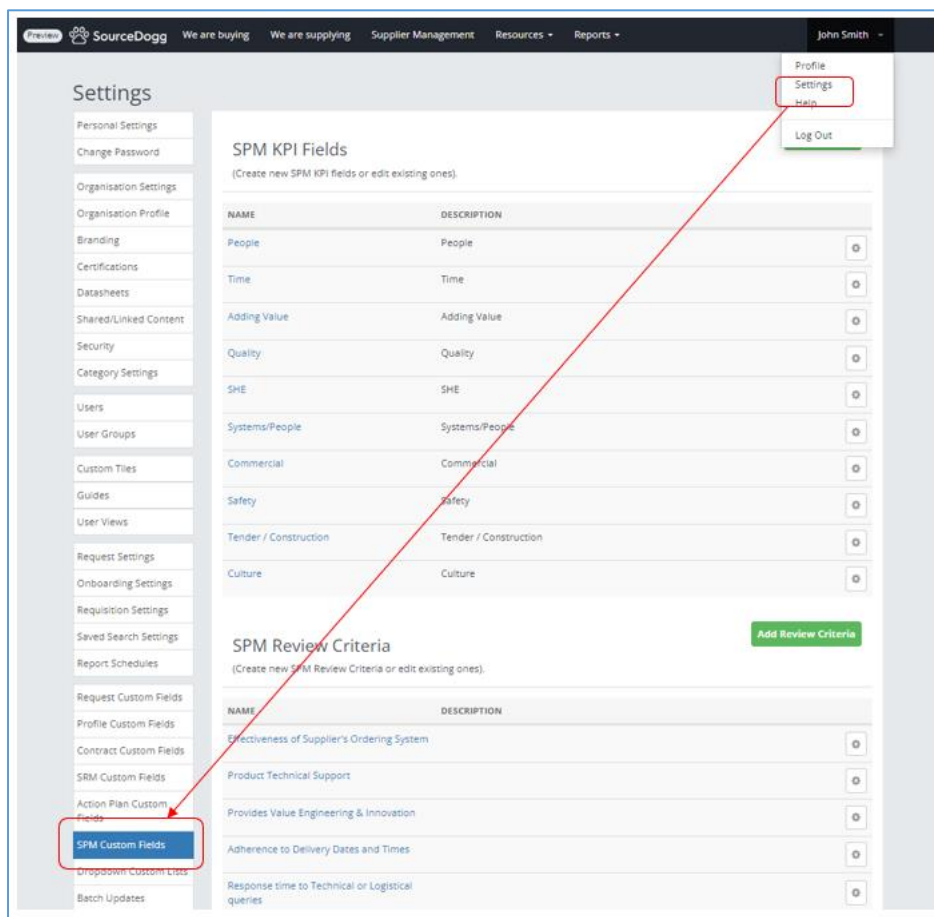 Preview SourceDogg We are buying We are supplying Supplier Management Resources Reports John Smith
Profile
Settings
Help
Log Out
Settings
Personal Settings
Change Password
Organisation Settings
Organisation Profile
Branding
Certifications
Datasheets
Shared/Linked Content
Security
Category Settings
Users
User Groups
Custom Tiles
Guides
User Views
Request Settings
Onboarding Settings
Requisition Settings
Saved Search Settings
Report Schedules
Request Custom Fields
Profile Custom Fields
Contract Custom Fields
SRM Custom Fields
Action Plan Custom
Fields
SPM Custom Fields
Dropdown Custom Lists
Batch Updates
SPM KPI Fields
(Create new SPM KPI fields or edit existing ones).
NAME DESCRIPTION
People People
Time Time
Adding Value Adding Value
Quality Quality
SHE SHE
Systems/People Systems/People
Commercial Commercial
Safety Safety
Tender / Construction Tender / Construction
Culture Culture
SPM Review Criteria
Add Review Criteria
(Create new SPM Review Criteria or edit existing ones).
NAME DESCRIPTION
Effectiveness of Supplier's Ordering System
Product Technical Support
Provides Value Engineering & Innovation
Adherence to Delivery Dates and Times
Response time to Technical or Logistical
queries